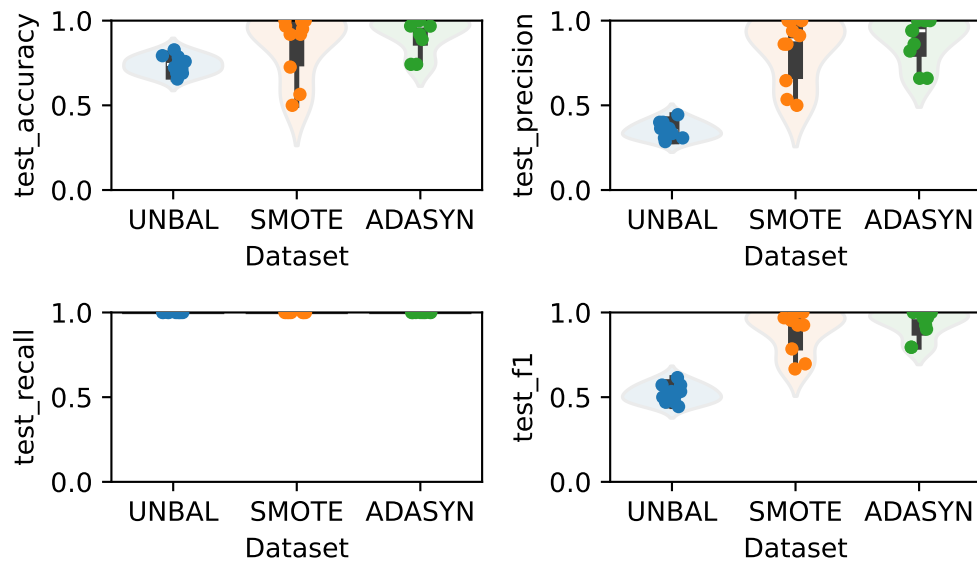 test_accuracy
1.0
0.5
0.0
UNBAL SMOTE ADASYN
Dataset
test_precision
1.0
0.5
0.0
UNBAL SMOTE ADASYN
Dataset
test_recall
1.0
0.5
0.0
UNBAL SMOTE ADASYN
Dataset
test_f1
1.0
0.5
0.0
UNBAL SMOTE ADASYN
Dataset